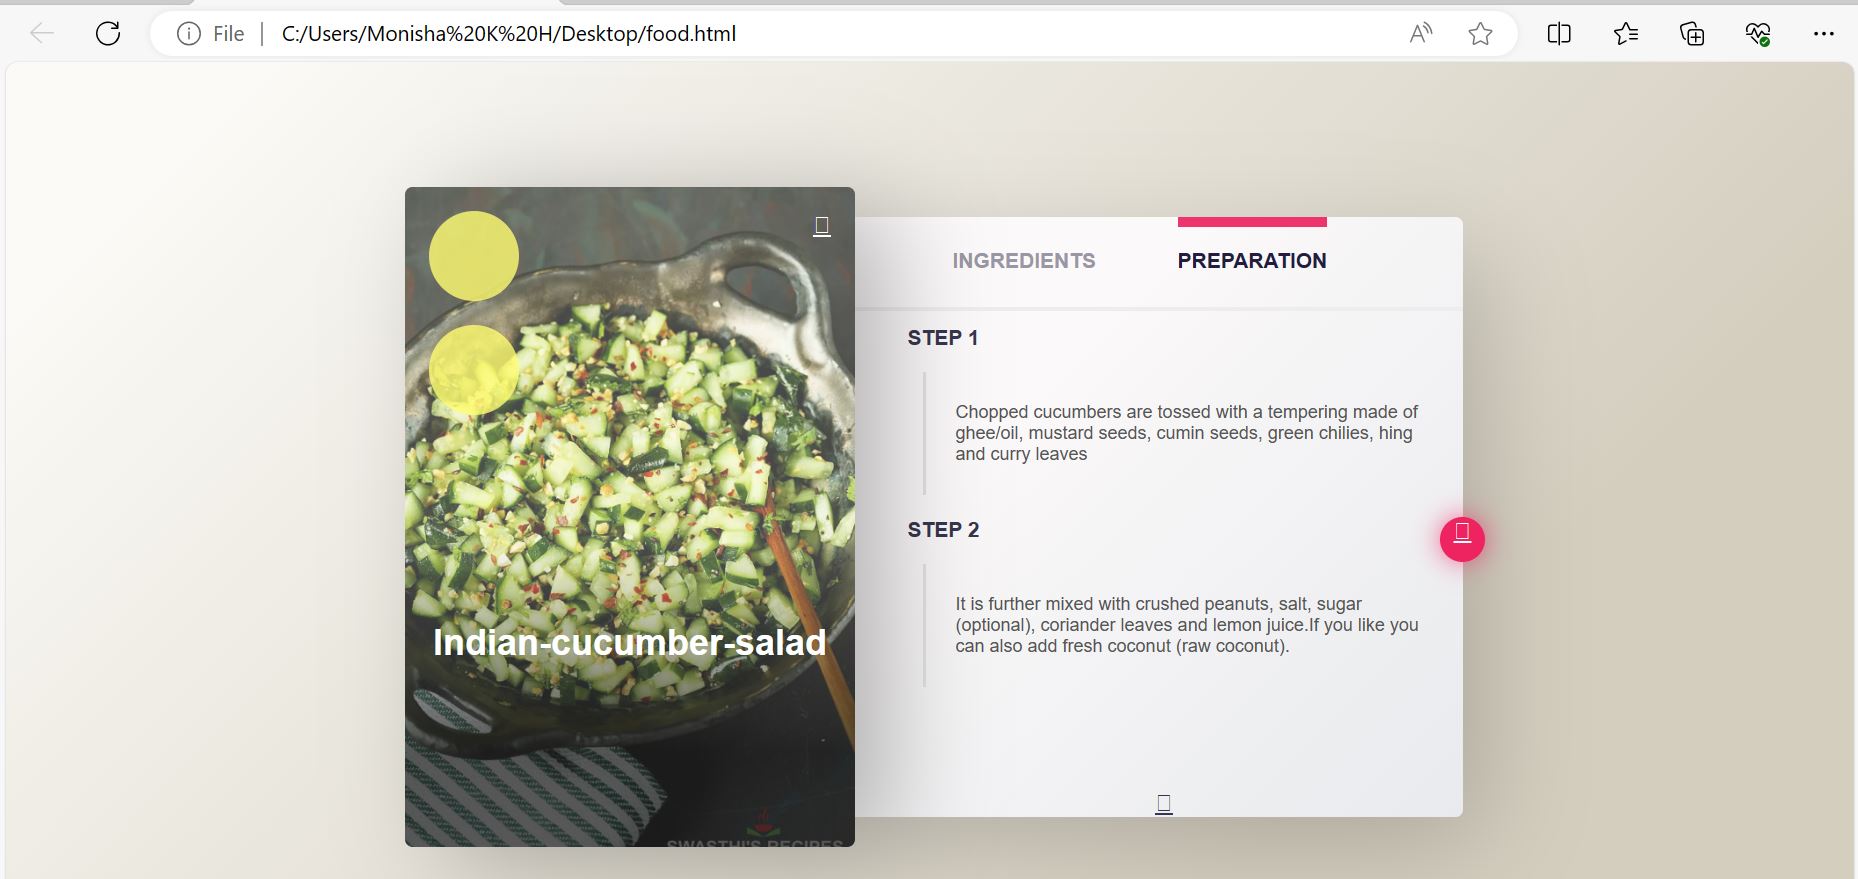 File
C:/Users/Monisha%20K%20H/Desktop/food.html
Indian-cucumber-salad
SWASTHI'S RECIPES
INGREDIENTS
PREPARATION
STEP 1
Chopped cucumbers are tossed with a tempering made of
ghee/oil, mustard seeds, cumin seeds, green chilies, hing
and curry leaves
STEP 2
It is further mixed with crushed peanuts, salt, sugar
(optional), coriander leaves and lemon juice.If you like you
can also add fresh coconut (raw coconut).